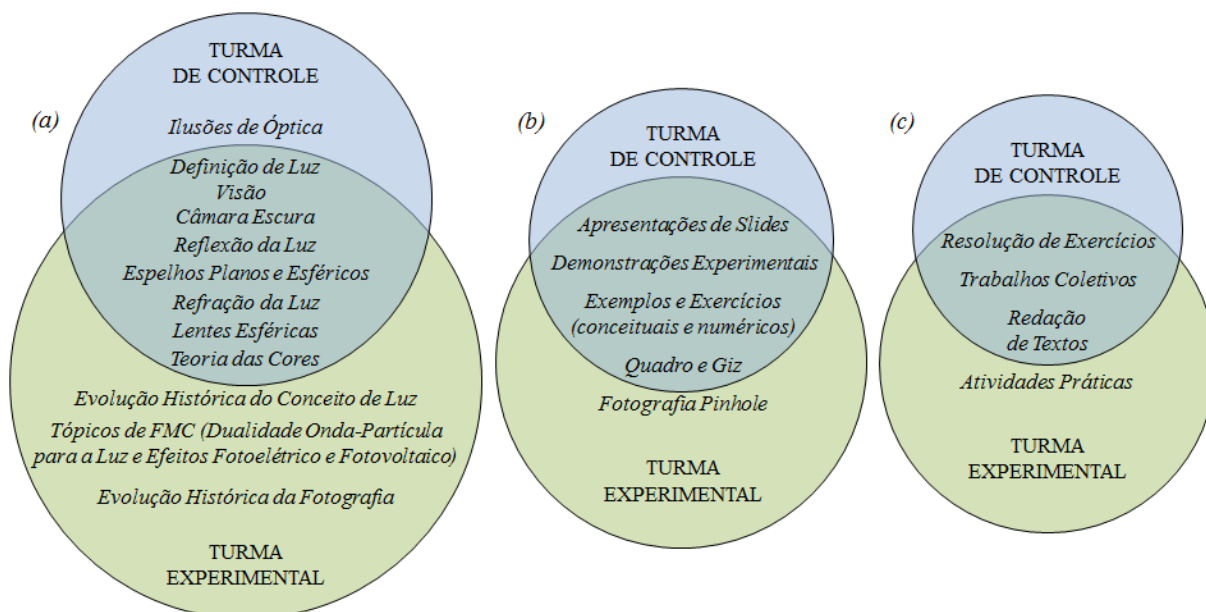 (a)
TURMA
DE CONTROLE
Ilusões de Óptica
Definição de Luz
Visão
Câmara Escura
Reflexão da Luz
Espelhos Planos e Esféricos
Refração da Luz
Lentes Esféricas
Teoria das Cores
Evolução Histórica do Conceito de Luz
Tópicos de FMC (Dualidade Onda-Partícula
para a Luz e Efeitos Fotoelétrico e Fotovoltaico)
Evolução Histórica da Fotografia
TURMA
EXPERIMENTAL
(b)
TURMA
DE CONTROLE
Apresentações de Slides
Demonstrações Experimentais
Exemplos e Exercícios
(conceituais e numéricos)
Quadro e Giz
Fotografia Pinhole
TURMA
EXPERIMENTAL
(c)
TURMA
DE CONTROLE
Resolução de Exercícios
Trabalhos Coletivos
Redação
de Textos
Atividades Práticas
TURMA
EXPERIMENTAL